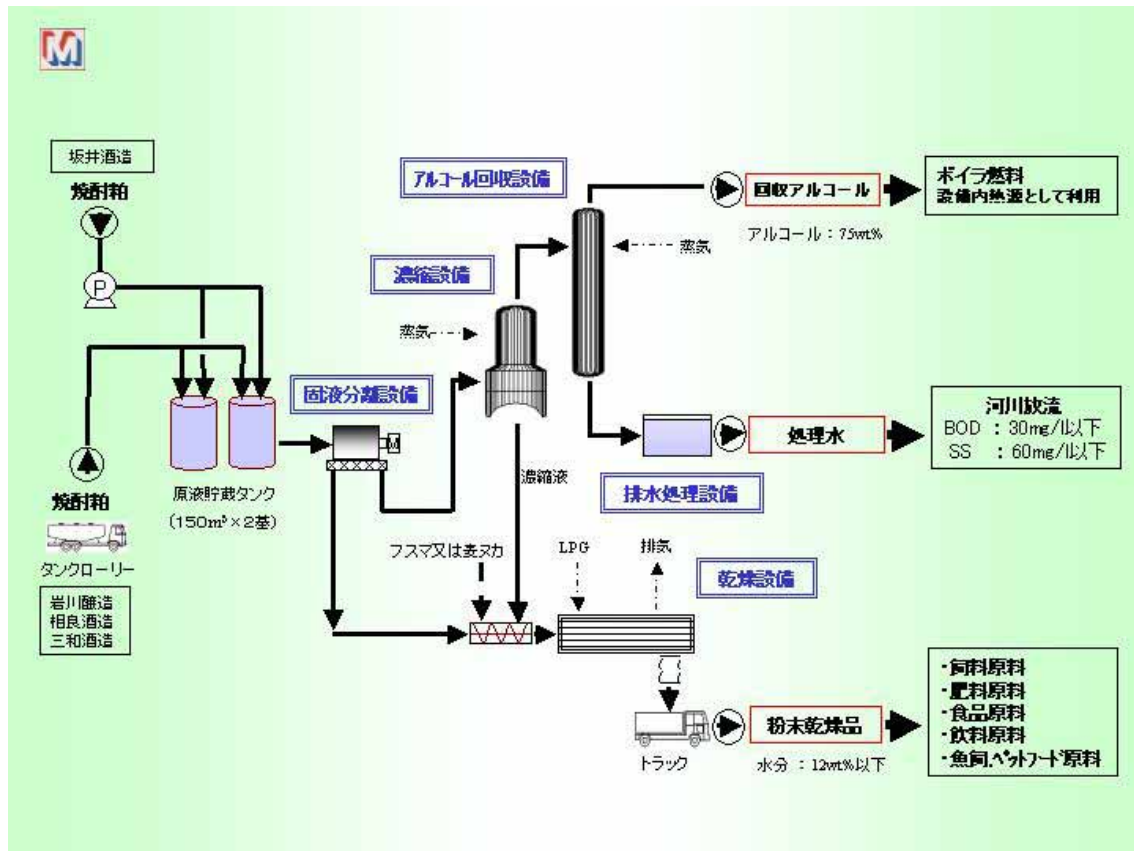 坂井酒造
焼酎粕
P
焼酎粕
タンクローリー
岩川醸造
相良酒造
三和酒造
原液貯蔵タンク
(150m³×2基)
固液分離設備
M
濃縮設備
蒸気
アルコール回収設備
蒸気
回収アルコール
アルコール：75wt%
ボイラ燃料
設備内熱源として利用
濃縮液
排水処理設備
処理水
河川放流
BOD ：30mg/l以下
SS ：60mg/l以下
フスマ又は麦ヌカ
LPG
排気
乾燥設備
トラック
粉末乾燥品
水分 ：12wt%以下
・飼料原料
・肥料原料
・食品原料
・飲料原料
・魚飼,ペットフード原料